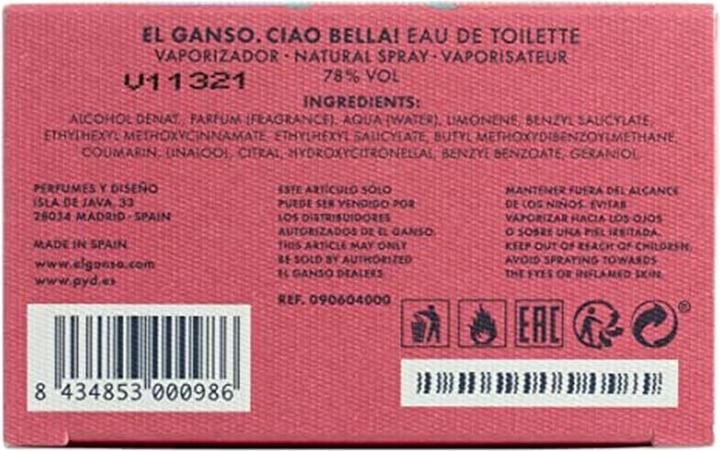 EL GANSO. CIAO BELLA! EAU DE TOILETTE
VAPORIZADOR · NATURAL SPRAY · VAPORISATEUR
78% VOL
V11321
INGREDIENTS:
ALCOHOL DENAT., PARFUM (FRAGRANCE), AQUA (WATER), LIMONENE, BENZYL SALICYLATE,
ETHYLHEXYL METHOXYCINNAMATE, ETHYLHEXYL SALICYLATE, BUTYL METHOXYDIBENZOYLMETHANE,
COUMARIN, LINALOOL, CITRAL, HYDROXYCITRONELLAL, BENZYL BENZOATE, GERANIOL.
PERFUMES Y DISEÑO
ISLA DE JAVA, 33
28034 MADRID · SPAIN
MADE IN SPAIN
www.elganso.com
www.pyd.es
ESTE ARTÍCULO SÓLO
PUEDE SER VENDIDO POR
LOS DISTRIBUIDORES
AUTORIZADOS DE EL GANSO.
THIS ARTICLE MAY ONLY
BE SOLD BY AUTHORIZED
EL GANSO DEALERS.
MANTENER FUERA DEL ALCANCE
DE LOS NIÑOS. EVITAR
VAPORIZAR HACIA LOS OJOS
O SOBRE UNA PIEL IRRITADA.
KEEP OUT OF REACH OF CHILDREN.
AVOID SPRAYING TOWARDS
THE EYES OR INFLAMED SKIN.
REF. 090604000
EAC
®
8 434853 000986